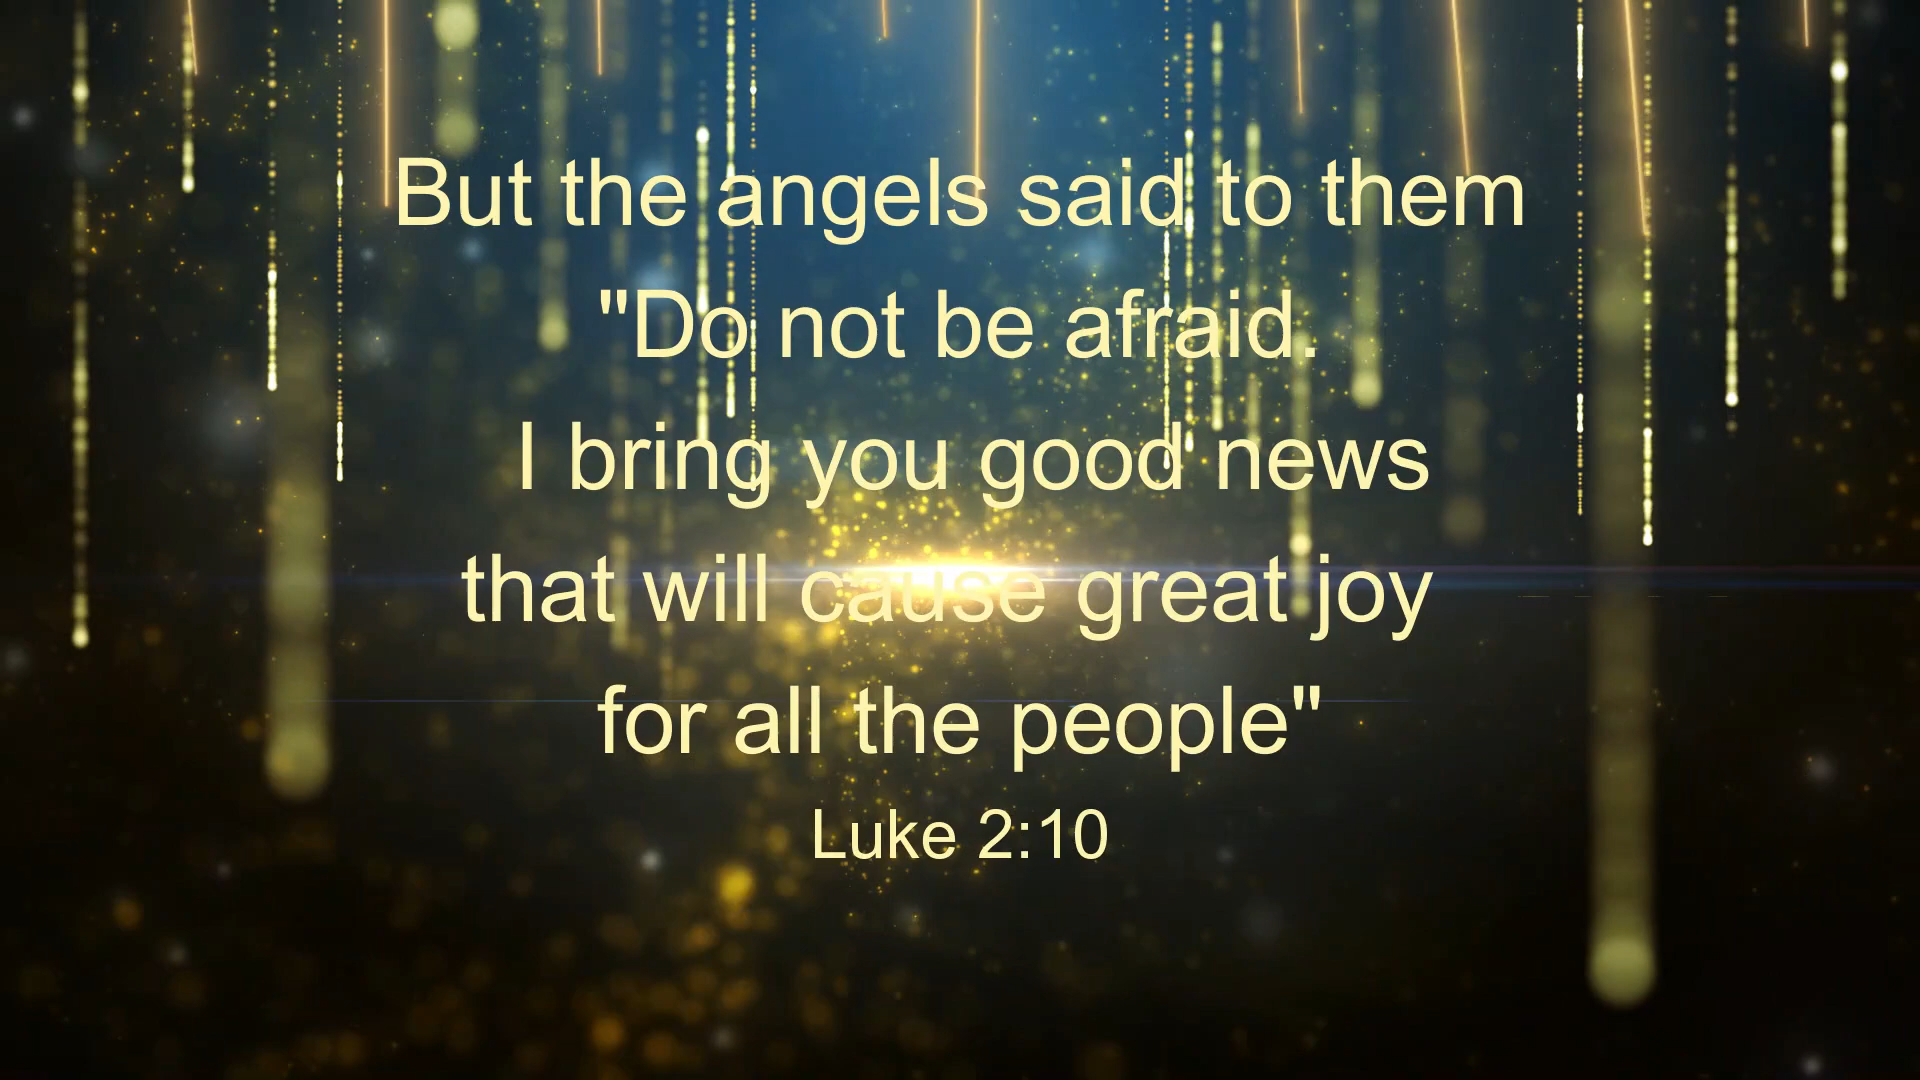 But the angels said to them
"Do not be afraid.
I bring you good news
that will cause great joy
for all the people"
Luke 2:10